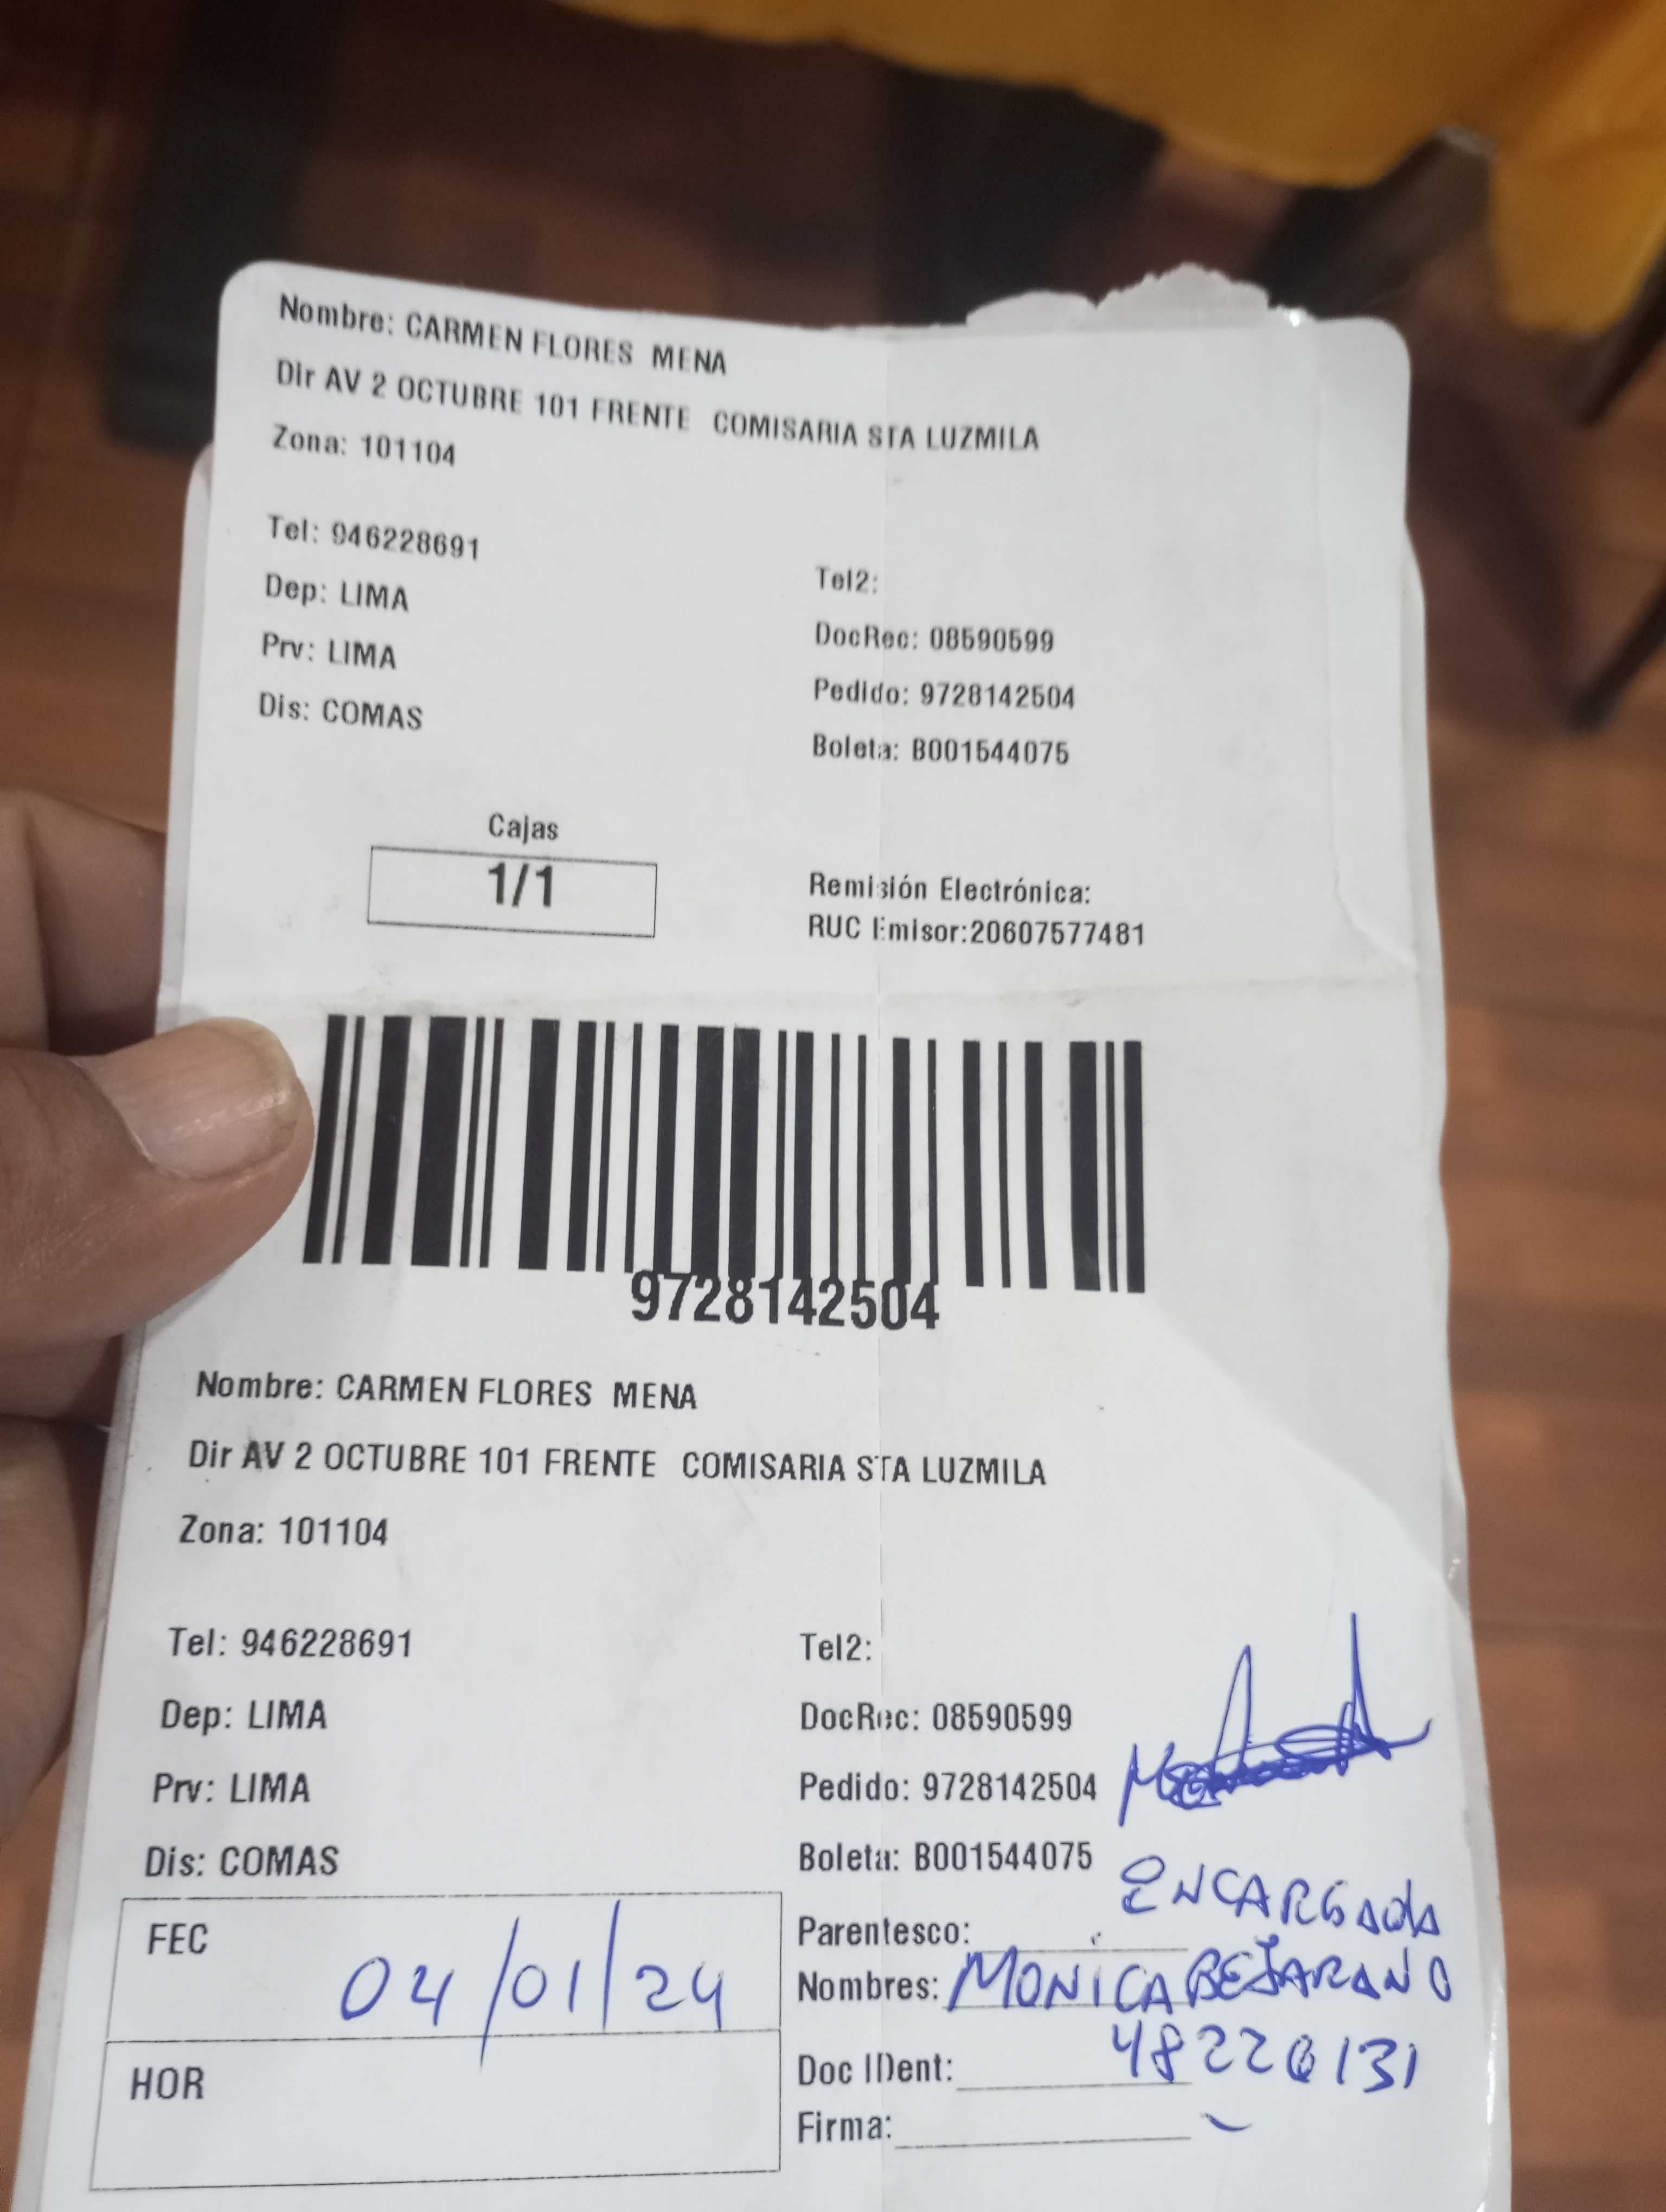 Nombre: CARMEN FLORES MENA
Dir AV 2 OCTUBRE 101 FRENTE COMISARIA STA LUZMILA
Zona: 101104
Tel: 946228691
Tel2:
Dep: LIMA
DocRec: 08590599
Prv: LIMA
Pedido: 9728142504
Dis: COMAS
Boleta: B001544075
Cajas
1/1
Remisión Electrónica:
RUC Emisor:20607577481
9728142504
Nombre: CARMEN FLORES MENA
Dir AV 2 OCTUBRE 101 FRENTE COMISARIA STA LUZMILA
Zona: 101104
Tel: 946228691
Tel2:
Dep: LIMA
DocRec: 08590599
Prv: LIMA
Pedido: 9728142504
Dis: COMAS
Boleta: B001544075
FEC 04/01/24
Parentesco: ENCARGADA
Nombres: MONICA BEJARANO
HOR
Doc IDent: 48220131
Firma: